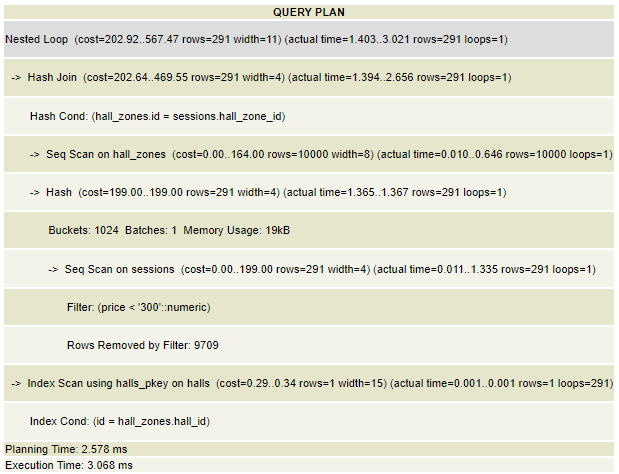 QUERY PLAN
Nested Loop (cost=202.92..567.47 rows=291 width=11) (actual time=1.403..3.021 rows=291 loops=1)
-> Hash Join (cost=202.64..469.55 rows=291 width=4) (actual time=1.394..2.656 rows=291 loops=1)
Hash Cond: (hall_zones.id = sessions.hall_zone_id)
-> Seq Scan on hall_zones (cost=0.00..164.00 rows=10000 width=8) (actual time=0.010..0.646 rows=10000 loops=1)
-> Hash (cost=199.00..199.00 rows=291 width=4) (actual time=1.365..1.367 rows=291 loops=1)
Buckets: 1024 Batches: 1 Memory Usage: 19kB
-> Seq Scan on sessions (cost=0.00..199.00 rows=291 width=4) (actual time=0.011..1.335 rows=291 loops=1)
Filter: (price < '300'::numeric)
Rows Removed by Filter: 9709
-> Index Scan using halls_pkey on halls (cost=0.29..0.34 rows=1 width=15) (actual time=0.001..0.001 rows=1 loops=291)
Index Cond: (id = hall_zones.hall_id)
Planning Time: 2.578 ms
Execution Time: 3.068 ms